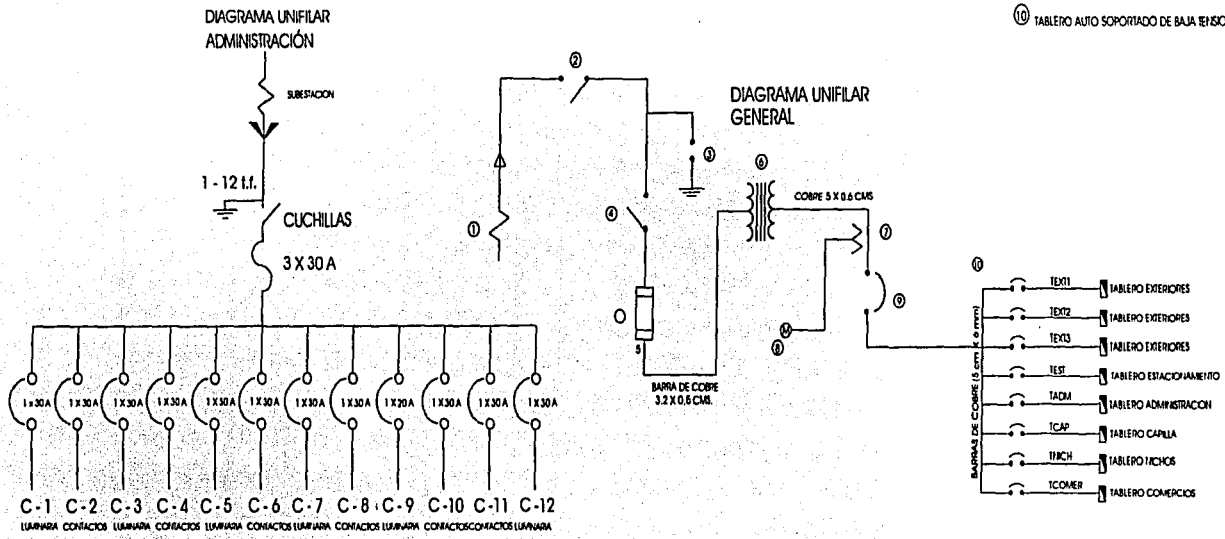 DIAGRAMA UNIFILAR
ADMINISTRACIÓN
SUBESTACION
1 - 12 t.f.
CUCHILLAS
3 X 30 A
1 X 30 A
1 X 30 A
1 X 30 A
1 X 30 A
1 X 30 A
1 X 30 A
1 X 30 A
1 X 30 A
1 X 20 A
1 X 30 A
1 X 30 A
1 X 30 A
C - 1
C - 2
C - 3
C - 4
C - 5
C - 6
C - 7
C - 8
C - 9
C - 10
C - 11
C - 12
LUMINARIA
CONTACTOS
LUMINARIA
CONTACTOS
LUMINARIA
CONTACTOS
LUMINARIA
CONTACTOS
LUMINARIA
CONTACTOS
CONTACTOS
LUMINARIA
DIAGRAMA UNIFILAR
GENERAL
1
2
3
4
5
BARRA DE COBRE
3.2 X 0,6 CMS.
6
COBRE 5 X 0.6 CMS
7
M
8
9
10
BARRAS DE COBRE (5 cm X 6 mm)
TEXT1 TABLERO EXTERIORES
TEXT2 TABLERO EXTERIORES
TEXT3 TABLERO EXTERIORES
TEST TABLERO ESTACIONAMIENTO
TADM TABLERO ADMINISTRACION
TCAP TABLERO CAPILLA
TNICH TABLERO NICHOS
TCOMER TABLERO COMERCIOS
10 TABLERO AUTO SOPORTADO DE BAJA TENSIO